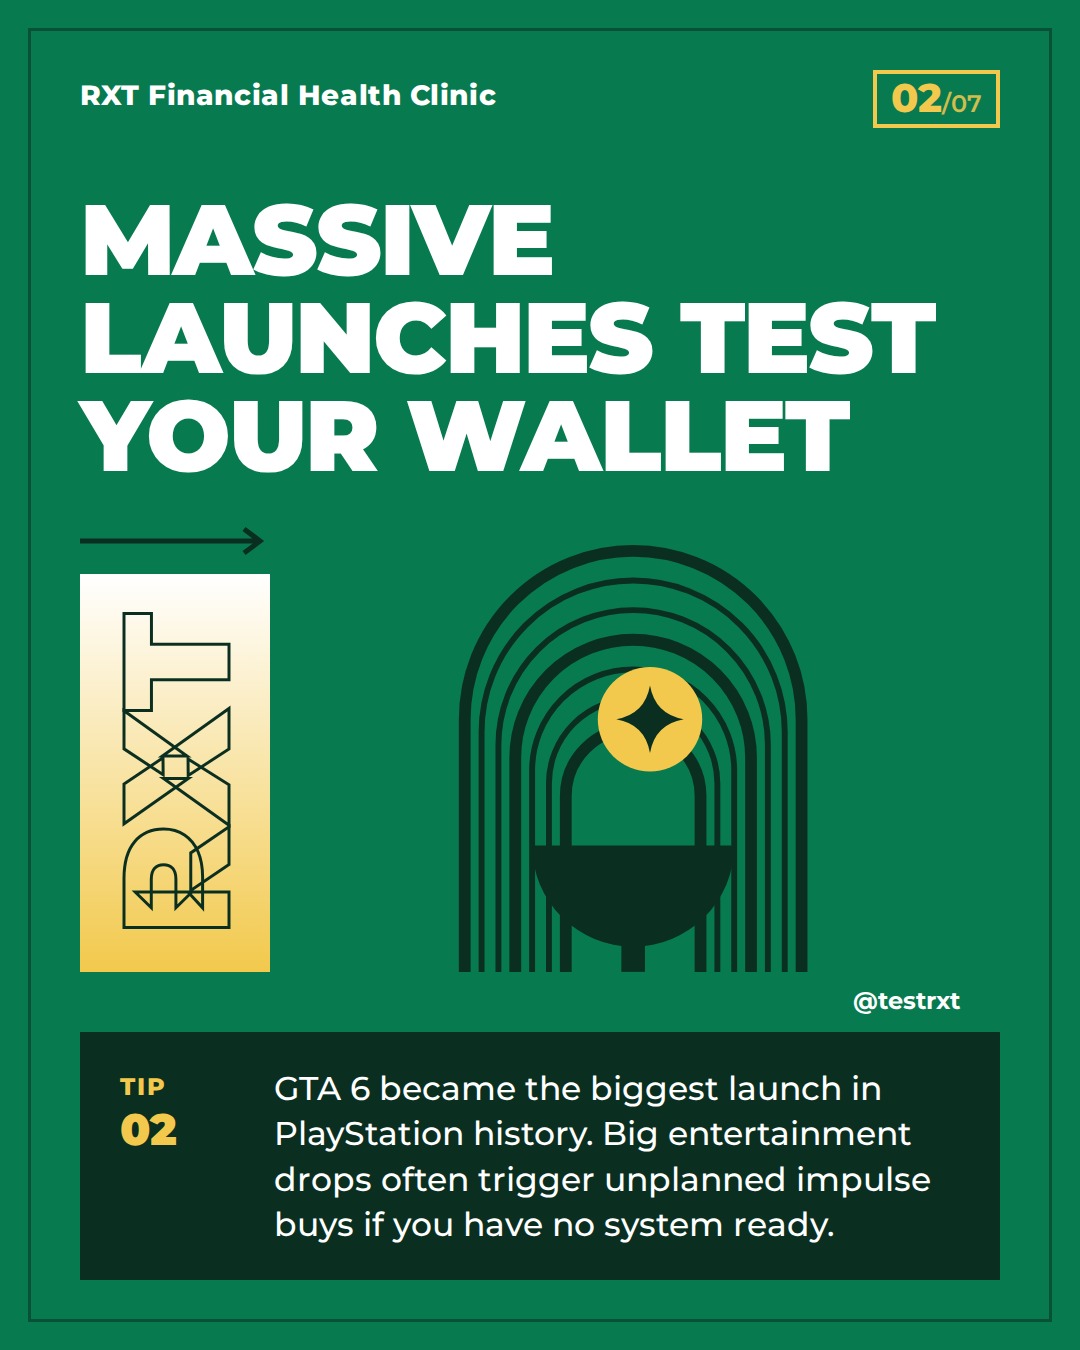 RXT Financial Health Clinic
02/07
MASSIVE
LAUNCHES TEST
YOUR WALLET
RXT
@testrxt
TIP
02
GTA 6 became the biggest launch in
PlayStation history. Big entertainment
drops often trigger unplanned impulse
buys if you have no system ready.